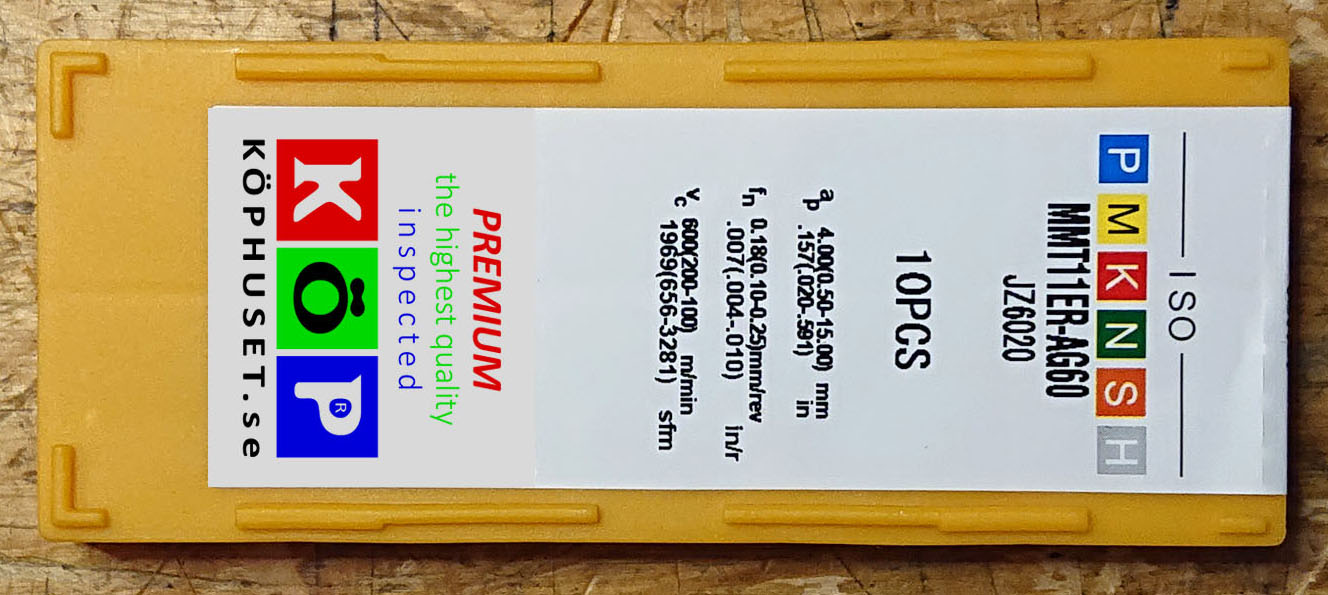 ISO
P M K N S H
MMT11ER-AG60
JZ6020
10PCS
ap 4.00(0.50-15.00) mm
.157(.020-.591) in
fn 0.18(0.10-0.25)mm/rev
.007(.004-.010) in/r
vc 600(200-100) m/min
1969(656-3281) sfm
PREMIUM
the highest quality
inspected
KÖP®
KÖPHUSET.se